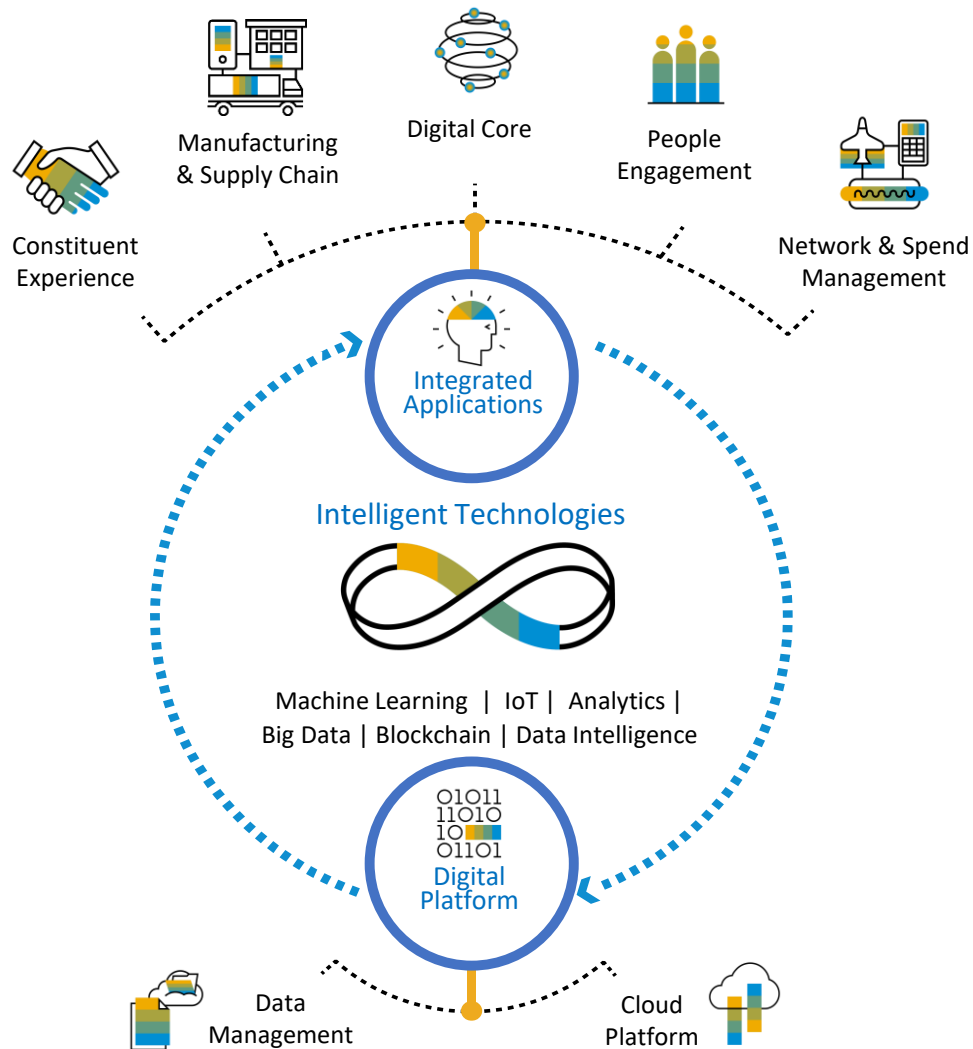 Digital Core
Manufacturing
& Supply Chain
People
Engagement
Constituent
Experience
Network & Spend
Management
Integrated
Applications
Intelligent Technologies
Machine Learning | IoT | Analytics |
Big Data | Blockchain | Data Intelligence
01011
11010
10
01101
Digital
Platform
Data
Management
Cloud
Platform